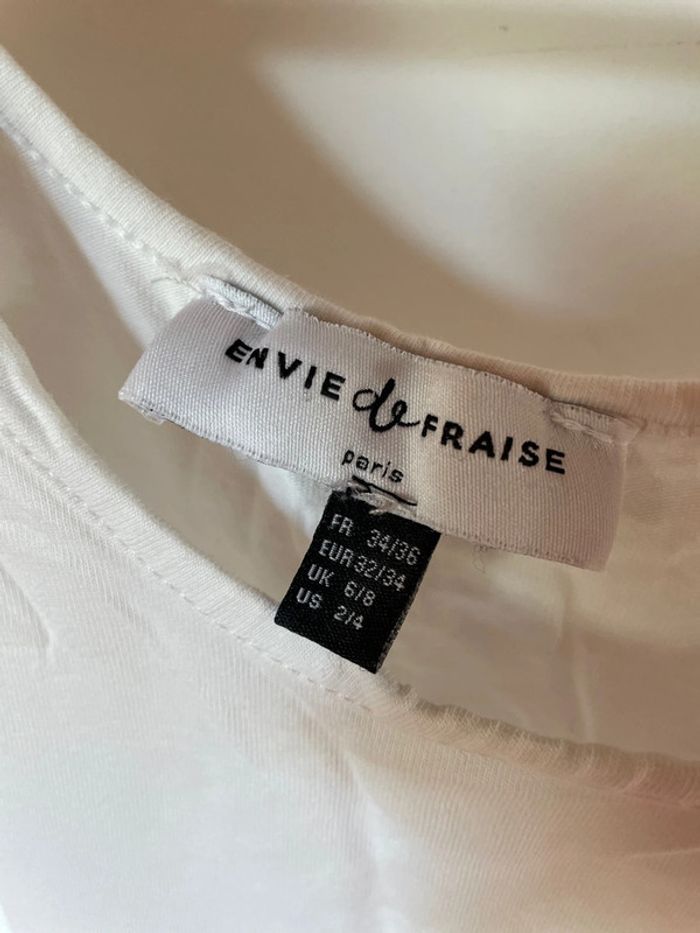 ENVIE de FRAISE
paris
FR 34/36
EUR 32/34
UK 6/8
US 2/4